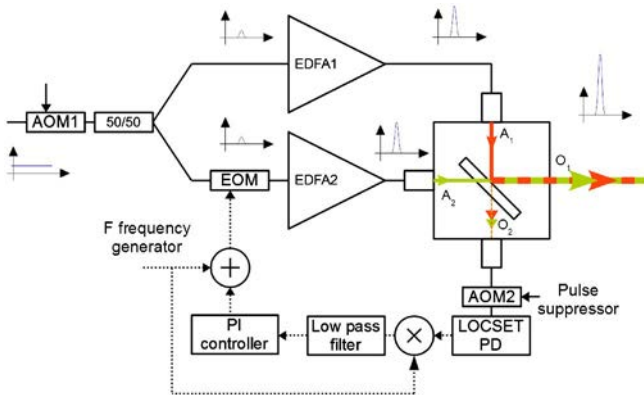 EDFA1
AOM1
50/50
A1
O1
EOM
EDFA2
A2
O2
F frequency
generator
+
AOM2
Pulse
suppressor
PI
controller
Low pass
filter
×
LOCSET
PD